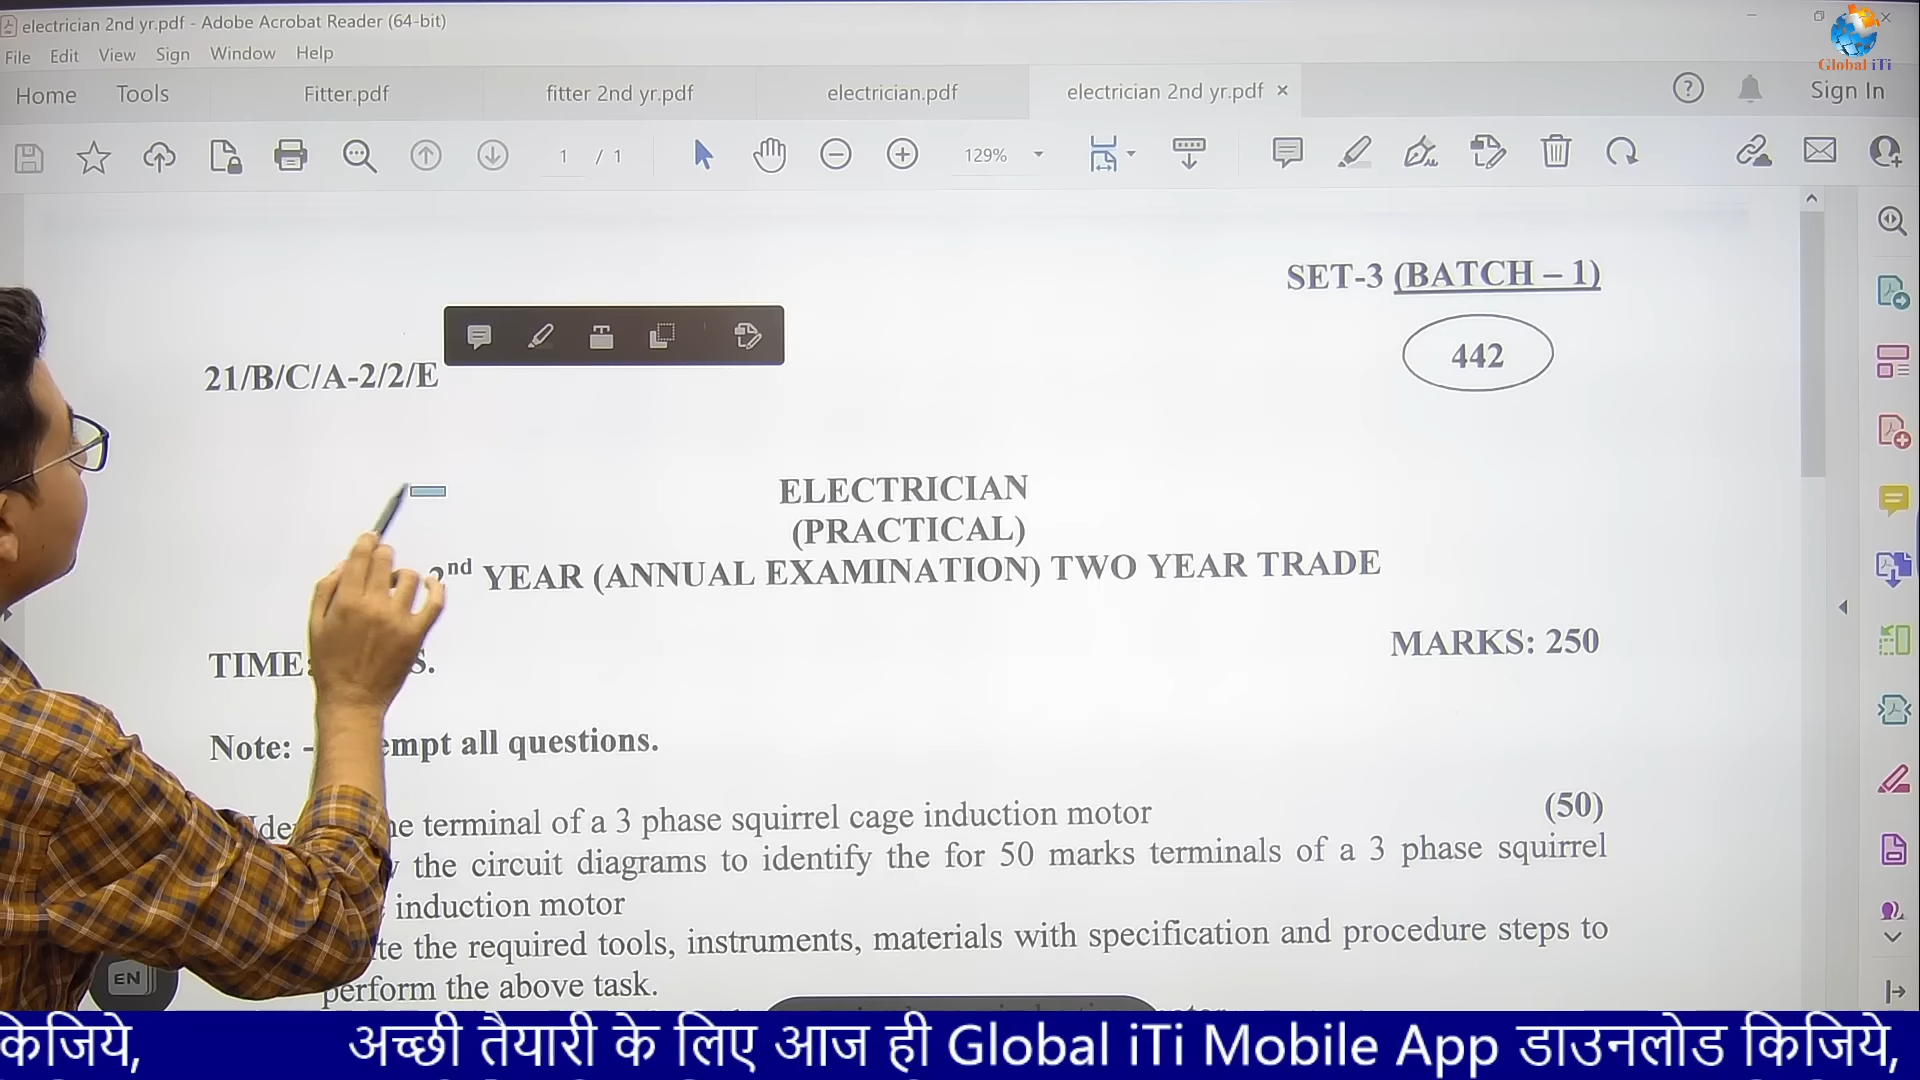 electrician 2nd yr.pdf - Adobe Acrobat Reader (64-bit)
File Edit View Sign Window Help
Global iTi
Home Tools Fitter.pdf fitter 2nd yr.pdf electrician.pdf electrician 2nd yr.pdf Sign In
1 / 1 129%
SET-3 (BATCH – 1)
442
21/B/C/A-2/2/E
ELECTRICIAN
(PRACTICAL)
nd YEAR (ANNUAL EXAMINATION) TWO YEAR TRADE
TIME: S.
MARKS: 250
Note: - empt all questions.
terminal of a 3 phase squirrel cage induction motor (50)
the circuit diagrams to identify the for 50 marks terminals of a 3 phase squirrel
induction motor
te the required tools, instruments, materials with specification and procedure steps to
perform the above task.
EN
किजिये, अच्छी तैयारी के लिए आज ही Global iTi Mobile App डाउनलोड किजिये,